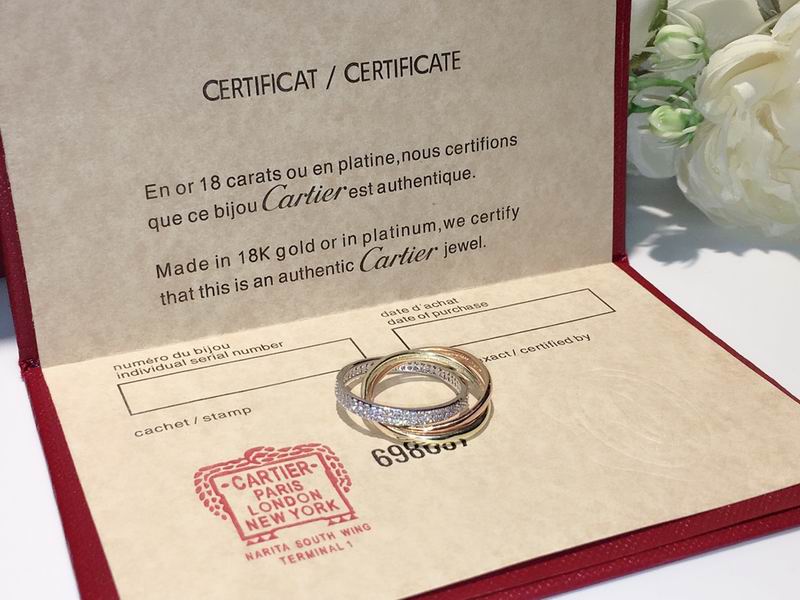 CERTIFICAT / CERTIFICATE
En or 18 carats ou en platine,nous certifions
que ce bijou Cartier est authentique.
Made in 18K gold or in platinum,we certify
that this is an authentic Cartier jewel.
numéro du bijou
individual serial number
date d'achat
date of purchase
cachet / stamp
exact / certified by
-CARTIER-
PARIS
LONDON
NEW YORK
NARITA SOUTH WING
TERMINAL 1